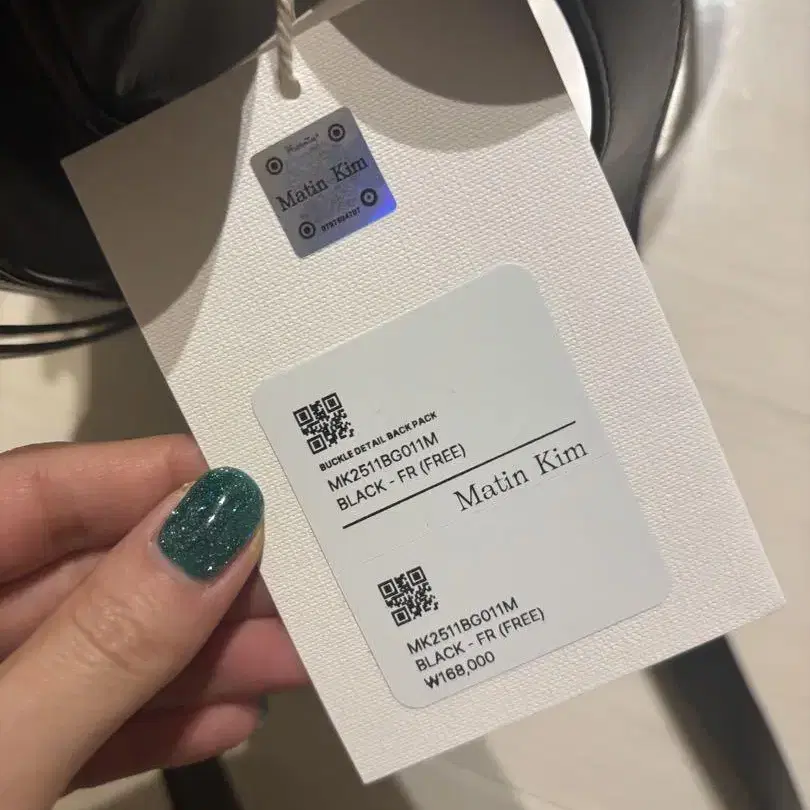 Matin Kim
BUCKLE DETAIL BACK PACK
MK2511BG011M
BLACK - FR (FREE)
Matin Kim
MK2511BG011M
BLACK - FR (FREE)
₩168,000